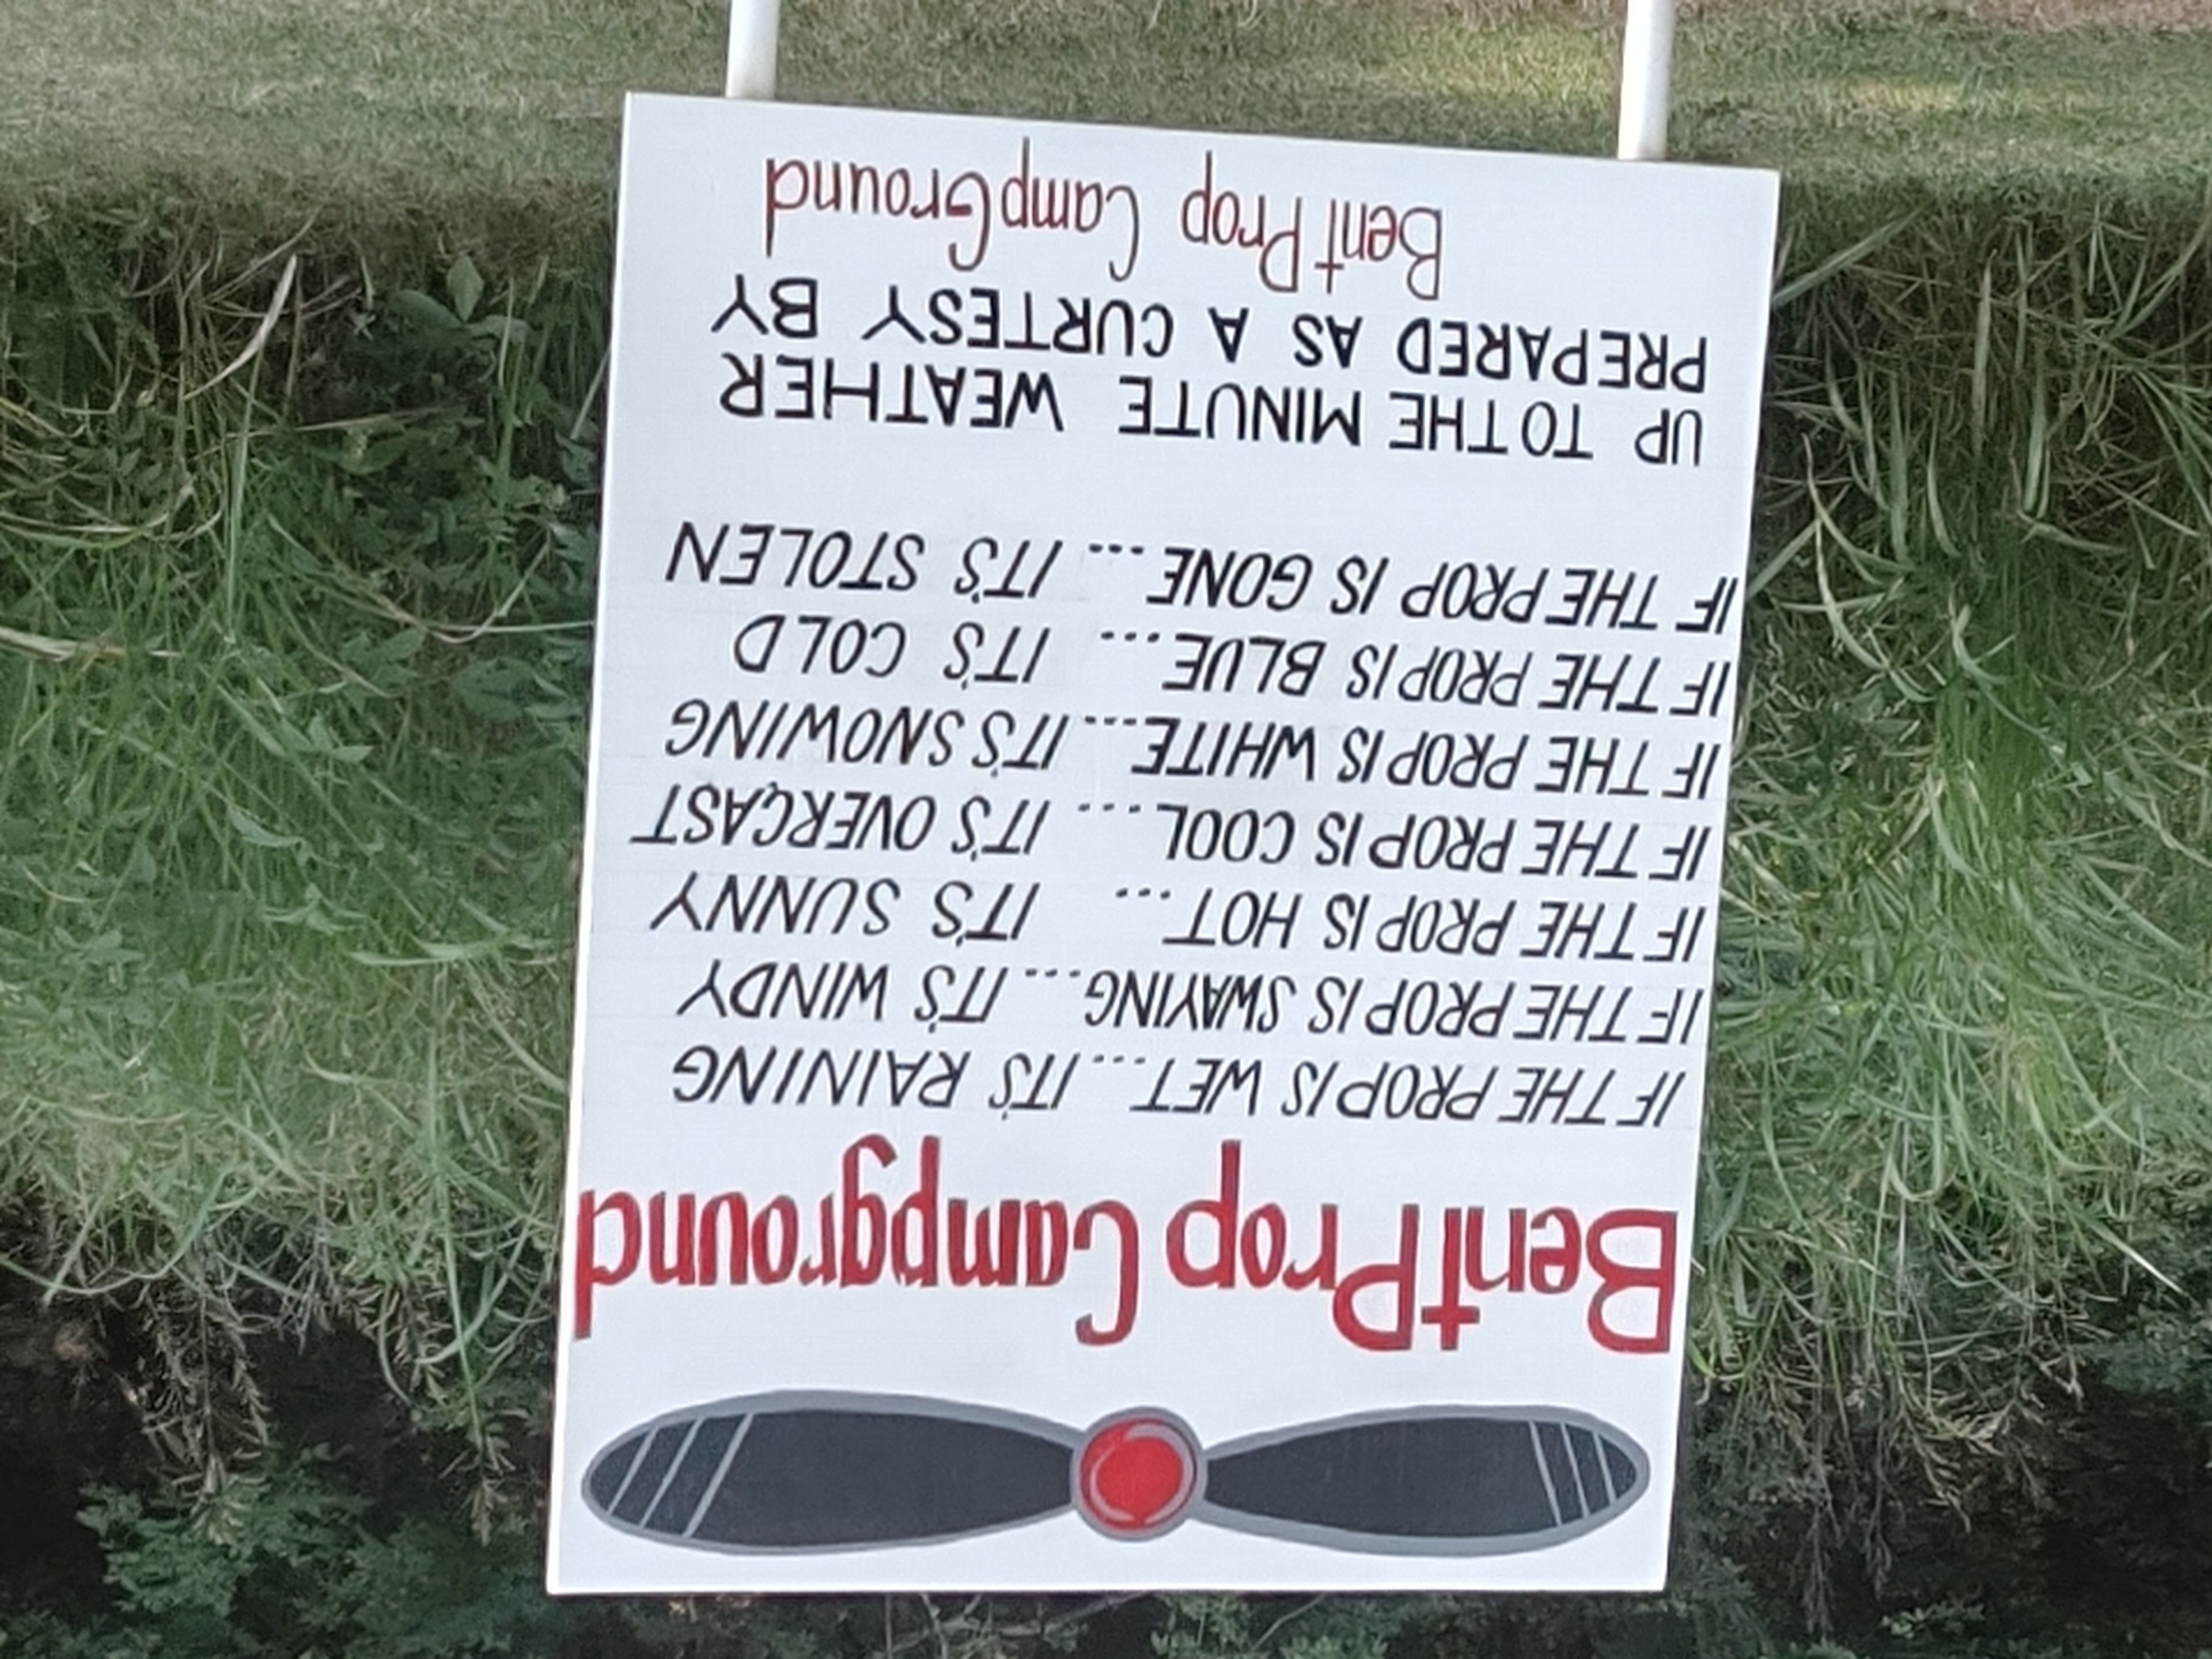 BentProp Campground
IF THE PROP IS WET... IT'S RAINING
IF THE PROP IS SWAYING... IT'S WINDY
IF THE PROP IS HOT... IT'S SUNNY
IF THE PROP IS COOL.... IT'S OVERCAST
IF THE PROP IS WHITE... IT'S SNOWING
IF THE PROP IS BLUE.... IT'S COLD
IF THE PROP IS GONE.... IT'S STOLEN
UP TO THE MINUTE WEATHER
PREPARED AS A CURTESY BY
Bent Prop CampGround